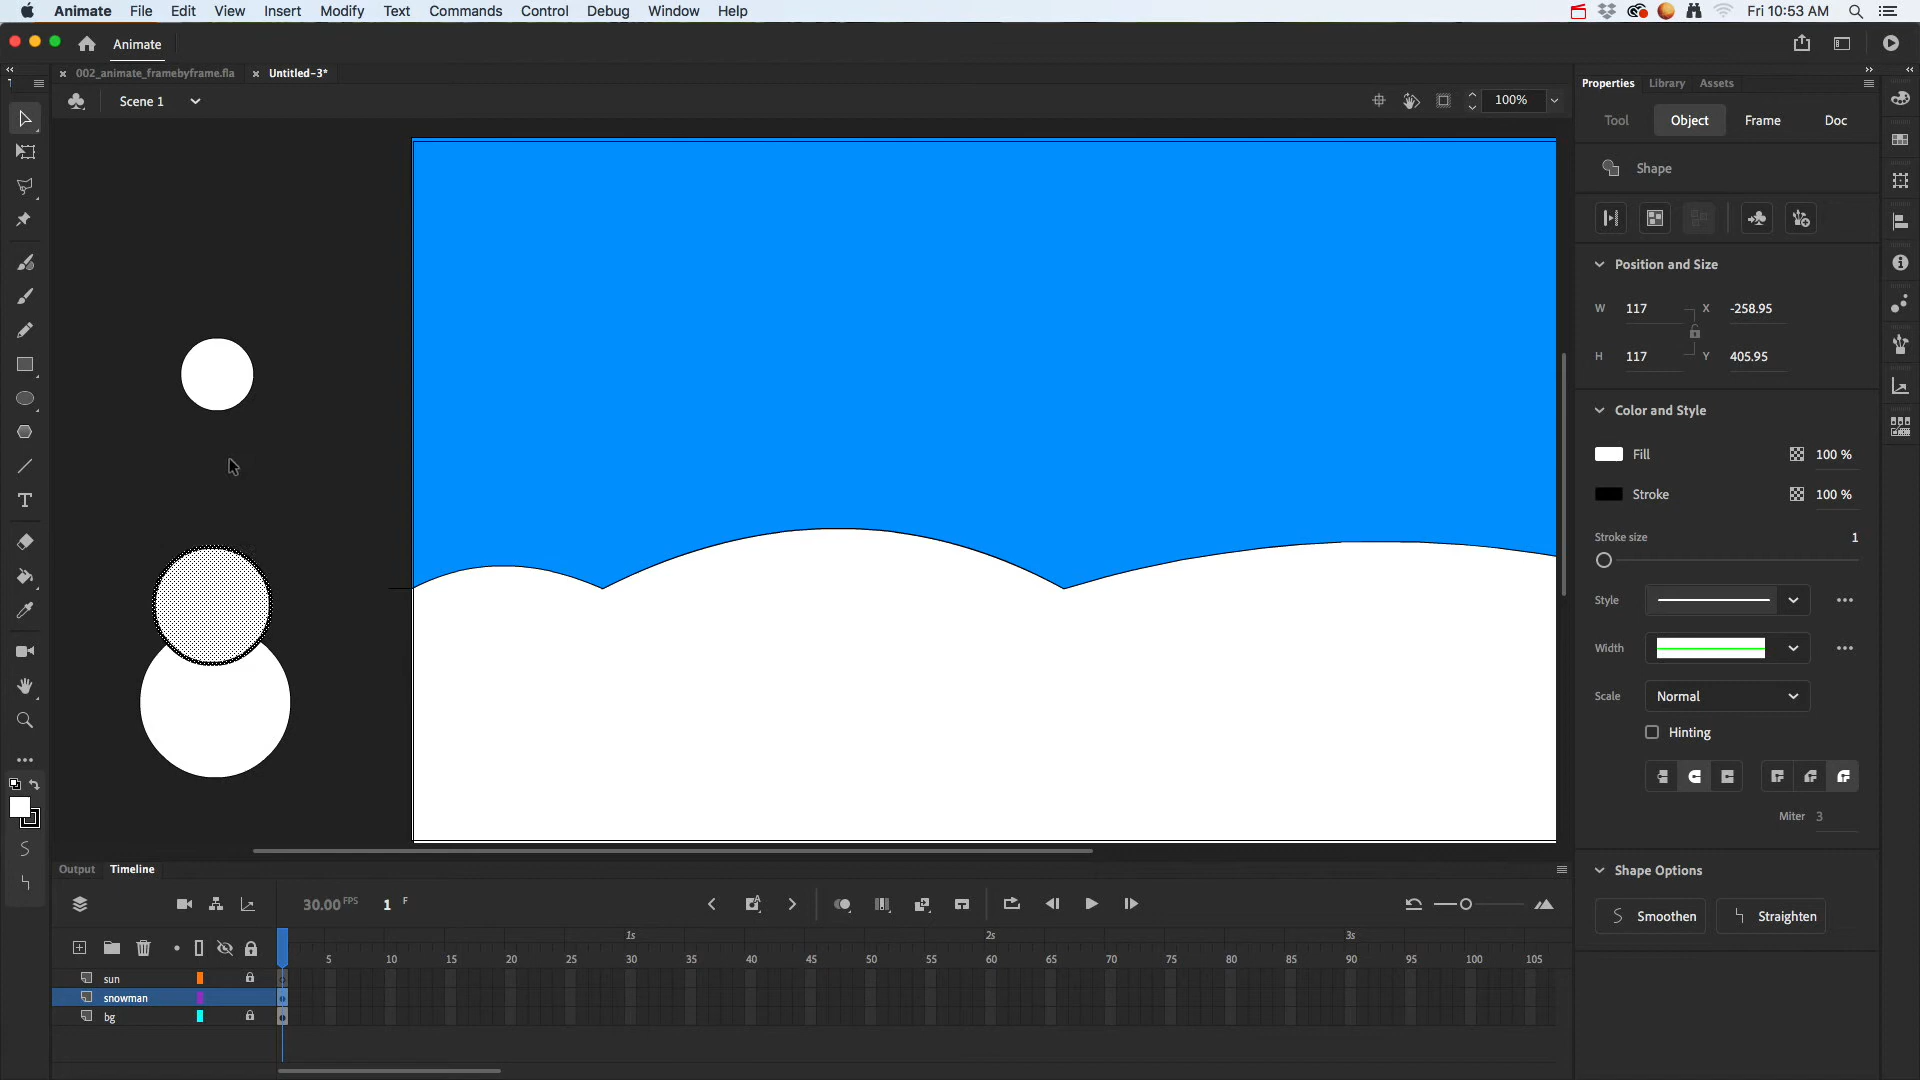 Animate File Edit View Insert Modify Text Commands Control Debug Window Help Fri 10:53 AM
Animate
002_animate_framebyframe.fla Untitled-3*
Scene 1 100%
Properties Library Assets
Tool Object Frame Doc
Shape
Position and Size
W 117 X -258.95
H 117 Y 405.95
Color and Style
Fill 100 %
Stroke 100 %
Stroke size 1
Style
Width
Scale Normal
Hinting
Miter 3
Shape Options
Smoothen Straighten
Output Timeline
30.00 FPS 1 F
1s 2s 3s
5 10 15 20 25 30 35 40 45 50 55 60 65 70 75 80 85 90 95 100 105
sun
snowman
bg